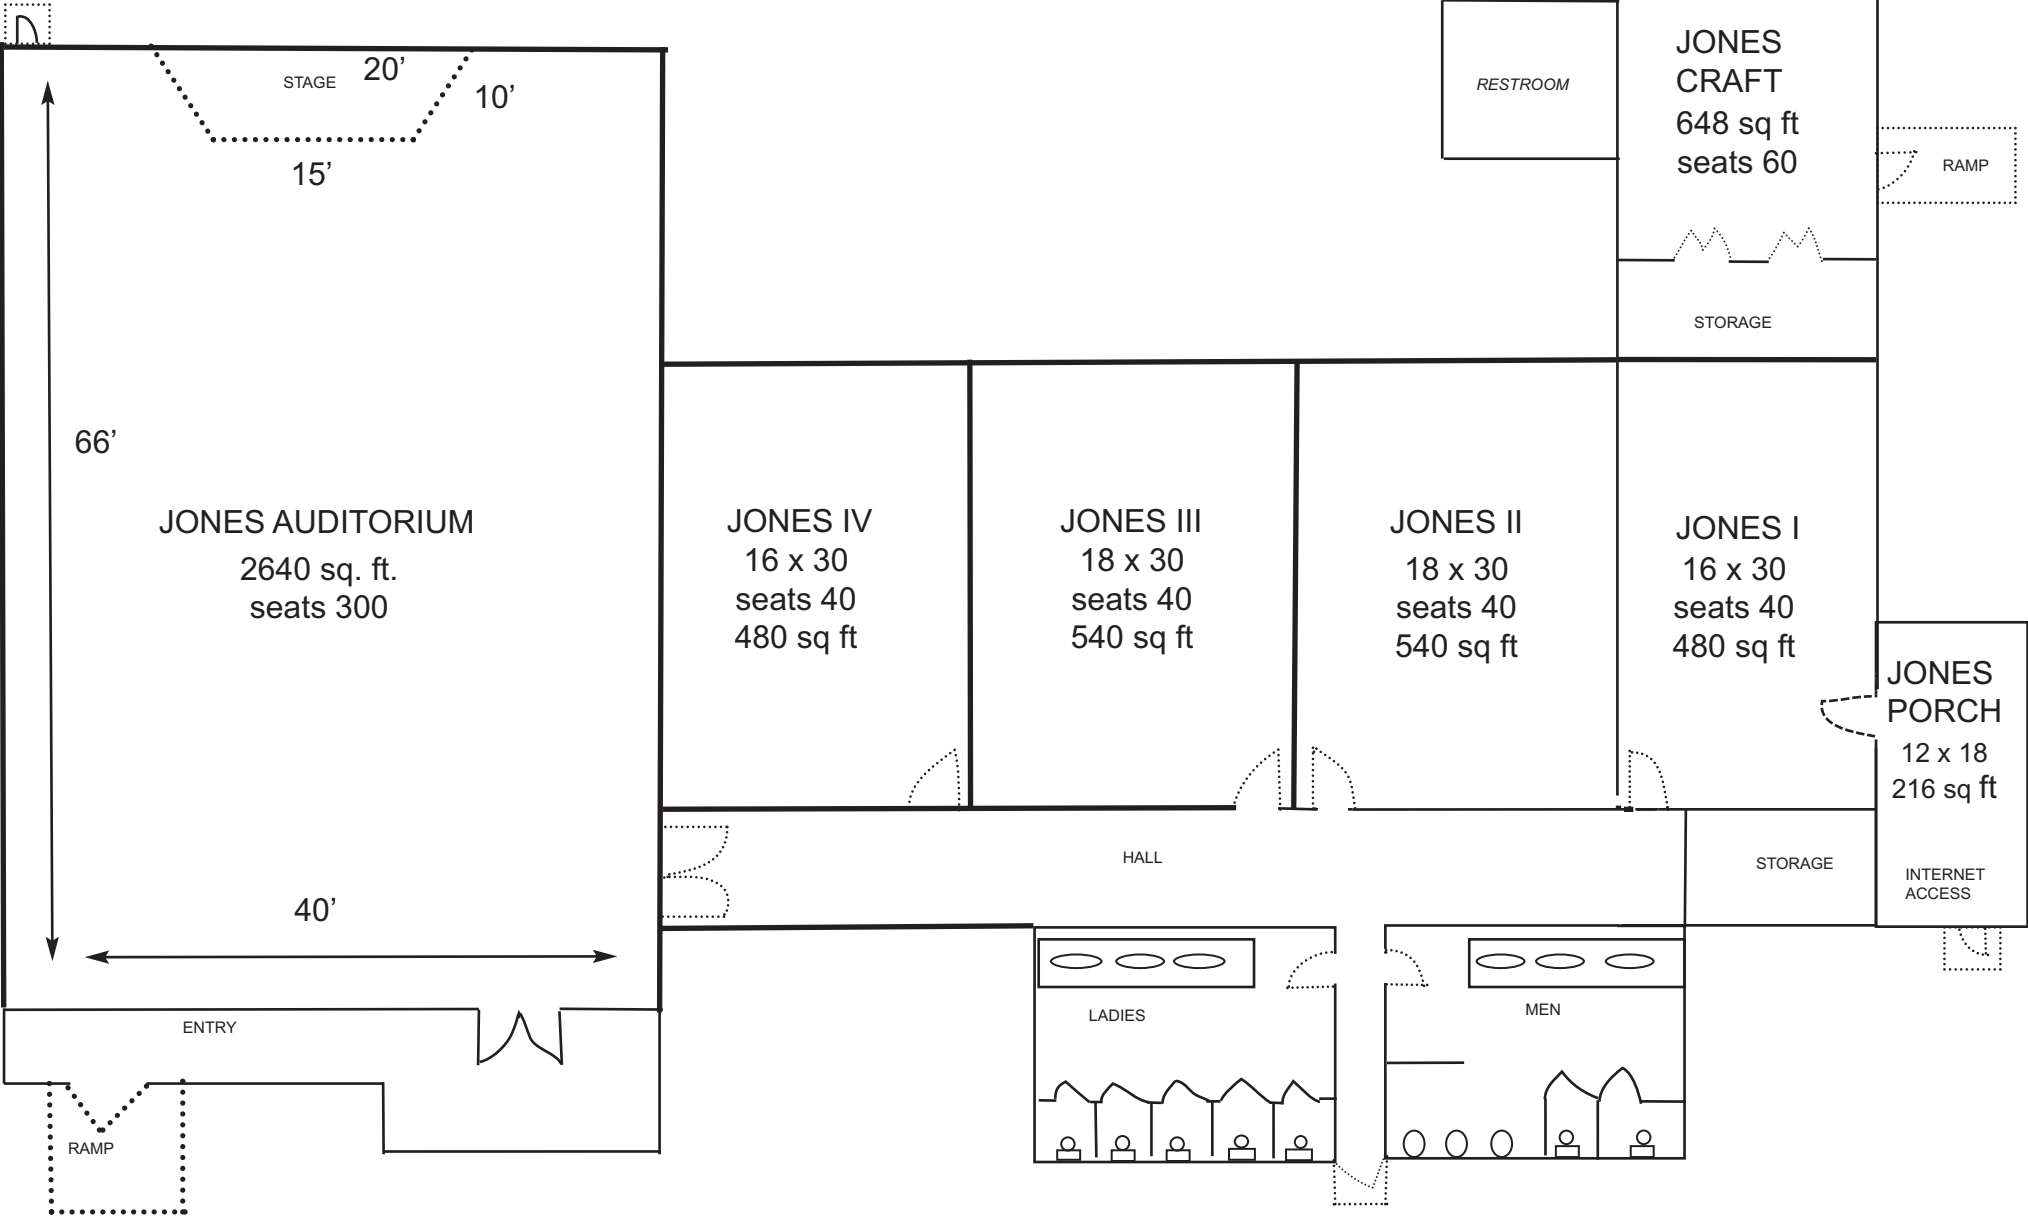 STAGE
20’
10’
15’
66’
JONES AUDITORIUM
2640 sq. ft.
seats 300
40’
ENTRY
RAMP
JONES IV
16 x 30
seats 40
480 sq ft
JONES III
18 x 30
seats 40
540 sq ft
JONES II
18 x 30
seats 40
540 sq ft
JONES I
16 x 30
seats 40
480 sq ft
RESTROOM
JONES
CRAFT
648 sq ft
seats 60
RAMP
STORAGE
JONES
PORCH
12 x 18
216 sq ft
INTERNET
ACCESS
HALL
STORAGE
LADIES
MEN